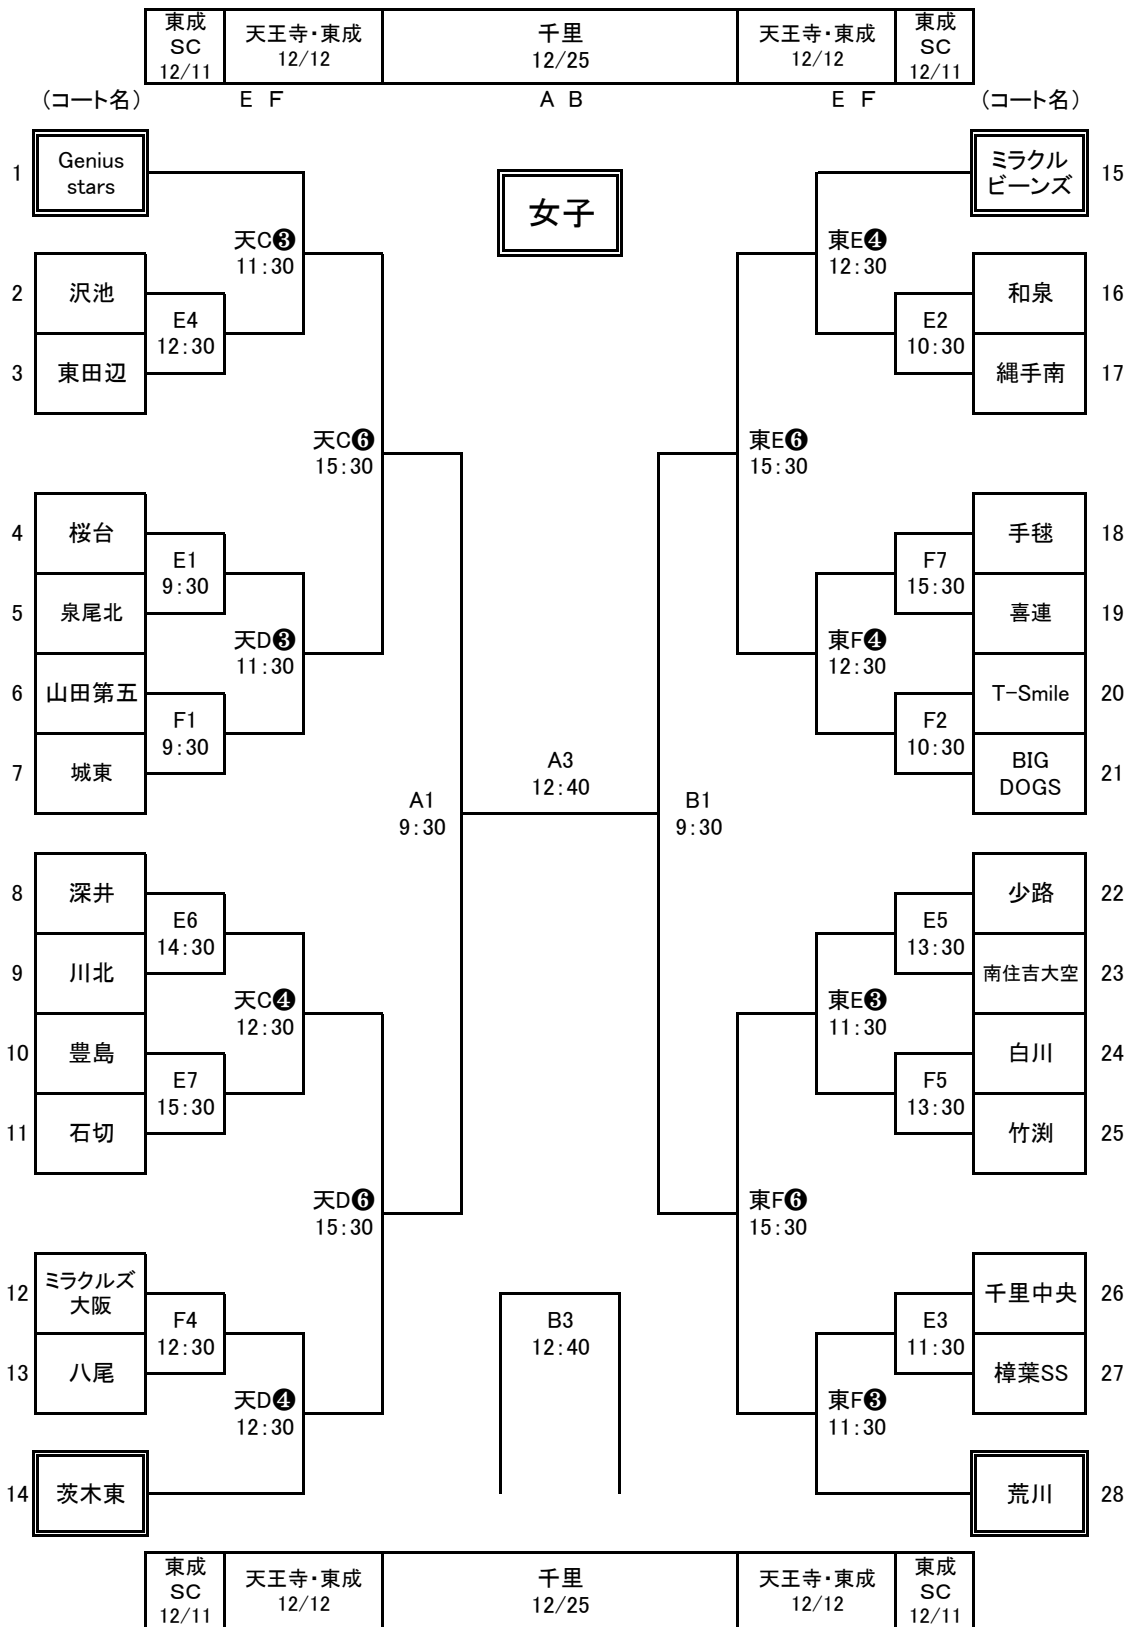 東成 天王寺・東成 千里 天王寺・東成 東成
SC 12/12 12/25 12/12 SC
12/11 12/11
(コート名) E F A B E F (コート名)
1 Genius stars
女子
ミラクル ビーンズ 15
天C❸
11:30
東E❹
12:30
2 沢池
和泉 16
E4
12:30
E2
10:30
3 東田辺
縄手南 17
天C❻
15:30
東E❻
15:30
4 桜台
手毬 18
E1
9:30
F7
15:30
5 泉尾北
喜連 19
天D❸
11:30
東F❹
12:30
6 山田第五
T-Smile 20
F1
9:30
F2
10:30
7 城東
BIG DOGS 21
A3
12:40
A1
9:30
B1
9:30
8 深井
少路 22
E6
14:30
E5
13:30
9 川北
南住吉大空 23
天C❹
12:30
東E❸
11:30
10 豊島
白川 24
E7
15:30
F5
13:30
11 石切
竹渕 25
天D❻
15:30
東F❻
15:30
12 ミラクルズ 大阪
千里中央 26
F4
12:30
B3
12:40
E3
11:30
13 八尾
樟葉SS 27
天D❹
12:30
東F❸
11:30
14 茨木東
荒川 28
東成 天王寺・東成 千里 天王寺・東成 東成
SC 12/12 12/25 12/12 SC
12/11 12/11